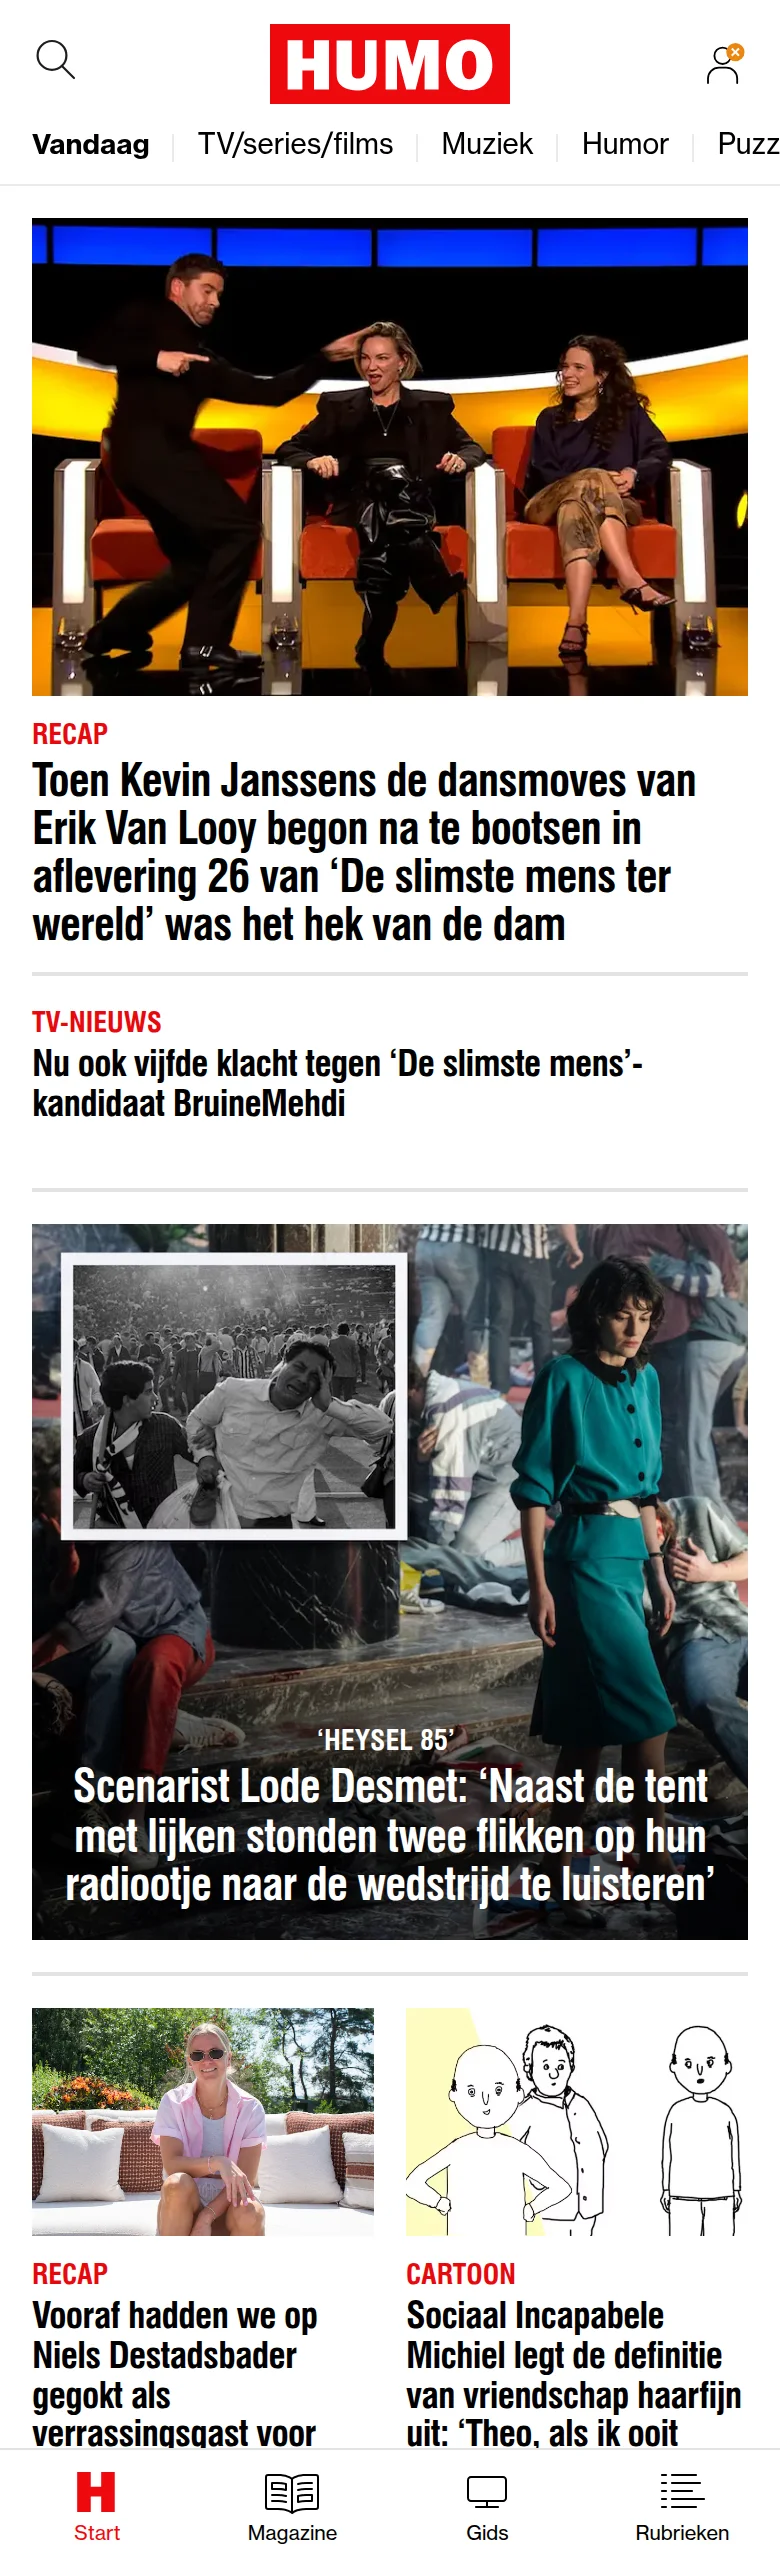 HUMO
Vandaag
TV/series/films
Muziek
Humor
Puzz
RECAP
Toen Kevin Janssens de dansmoves van
Erik Van Looy begon na te bootsen in
aflevering 26 van ‘De slimste mens ter
wereld’ was het hek van de dam
TV-NIEUWS
Nu ook vijfde klacht tegen ‘De slimste mens’-
kandidaat BruineMehdi
‘HEYSEL 85’
Scenarist Lode Desmet: ‘Naast de tent
met lijken stonden twee flikken op hun
radiootje naar de wedstrijd te luisteren’
RECAP
Vooraf hadden we op
Niels Destadsbader
gegokt als
verrassingsgast voor
CARTOON
Sociaal Incapabele
Michiel legt de definitie
van vriendschap haarfijn
uit: ‘Theo, als ik ooit
H
Start
Magazine
Gids
Rubrieken